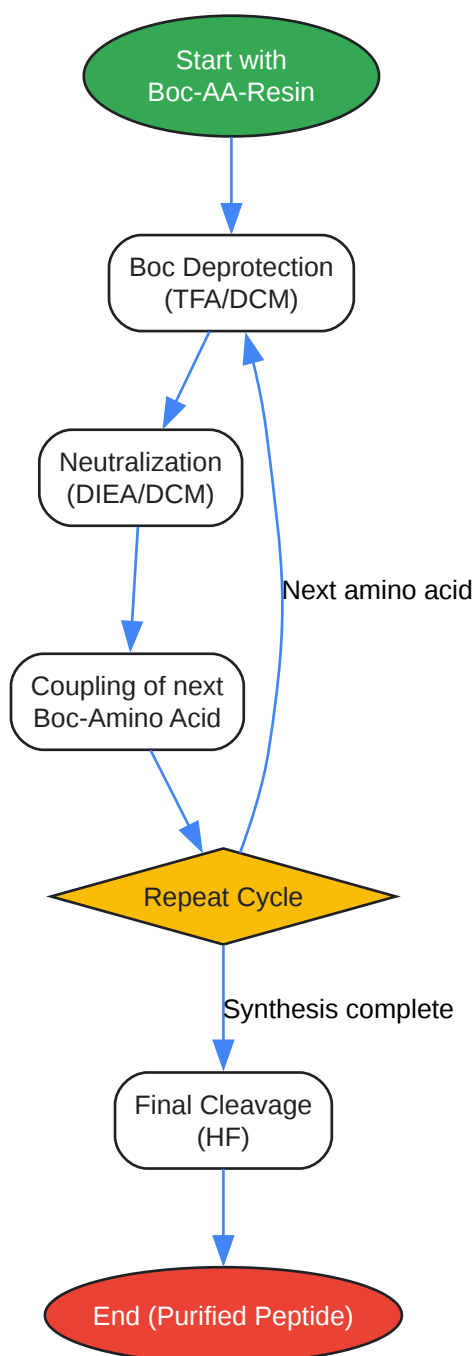 Start with
Boc-AA-Resin
Boc Deprotection
(TFA/DCM)
Neutralization
(DIEA/DCM)
Next amino acid
Coupling of next
Boc-Amino Acid
Repeat Cycle
Synthesis complete
Final Cleavage
(HF)
End (Purified Peptide)